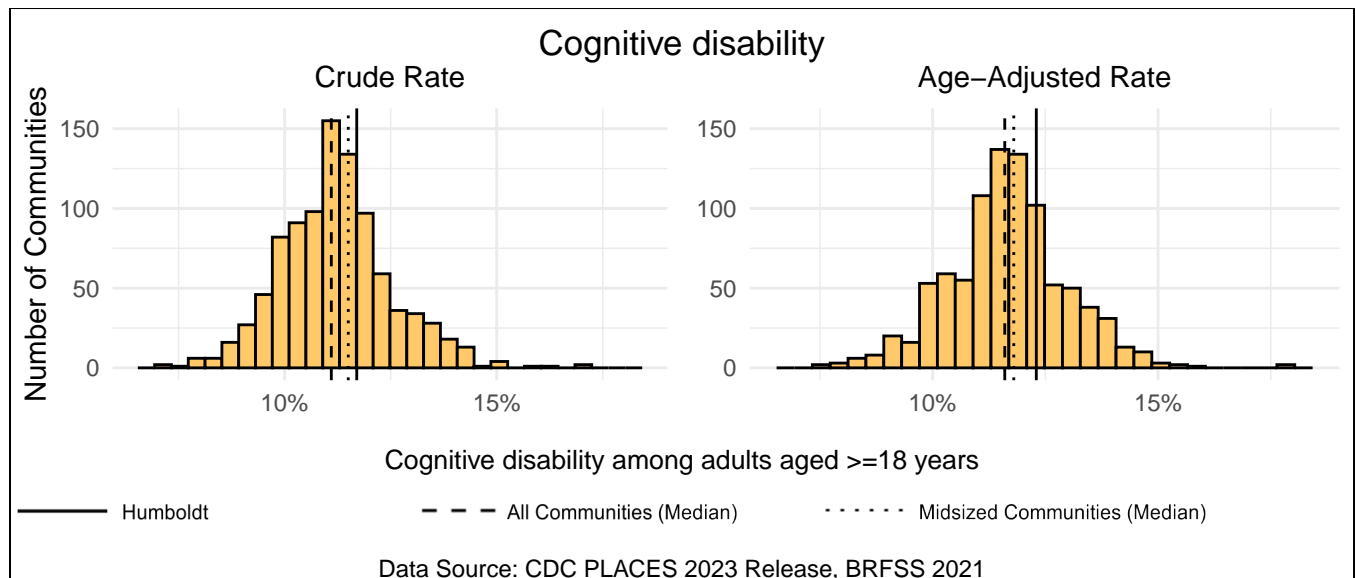 Cognitive disability
Crude Rate
Age−Adjusted Rate
Number of Communities
150
100
50
0
10%
15%
150
100
50
0
10%
15%
Cognitive disability among adults aged >=18 years
Humboldt
All Communities (Median)
Midsized Communities (Median)
Data Source: CDC PLACES 2023 Release, BRFSS 2021